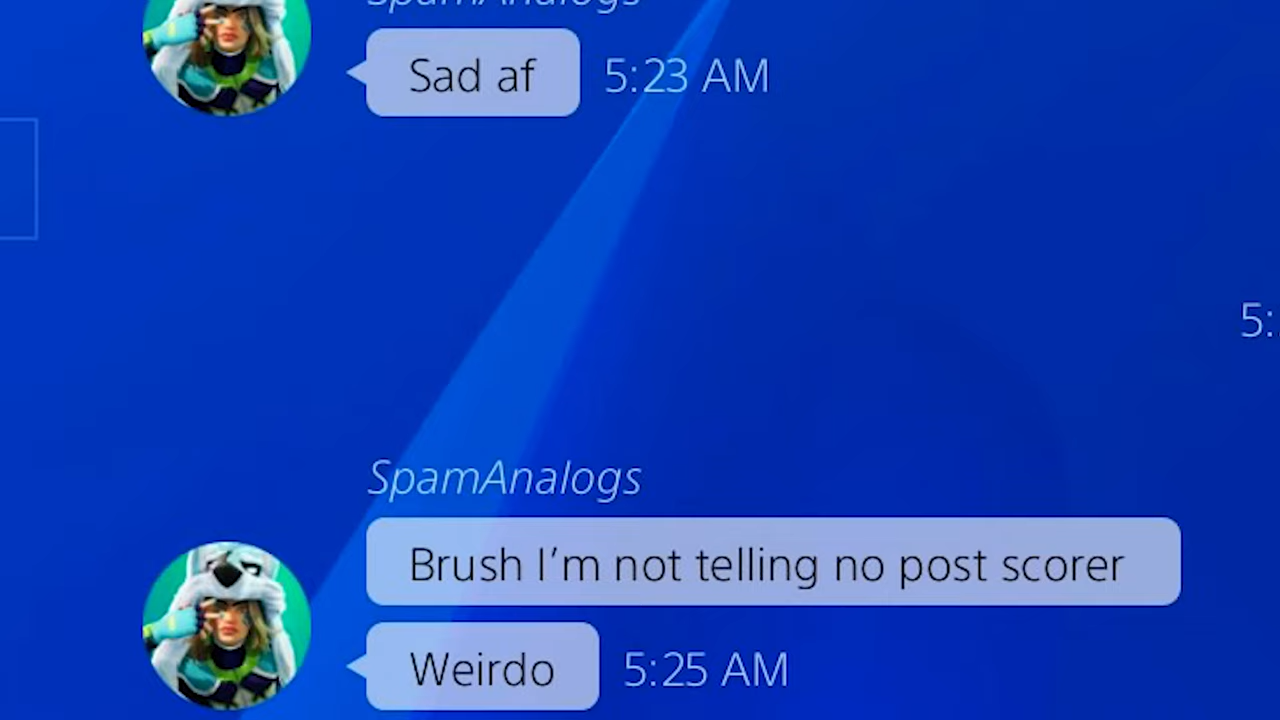 SpamAnalogs
Sad af
5:23 AM
5:
SpamAnalogs
Brush I'm not telling no post scorer
Weirdo
5:25 AM